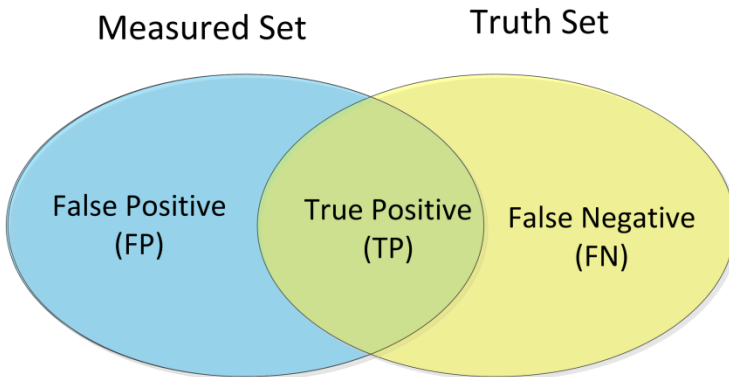 Measured Set
Truth Set
False Positive
(FP)
True Positive
(TP)
False Negative
(FN)